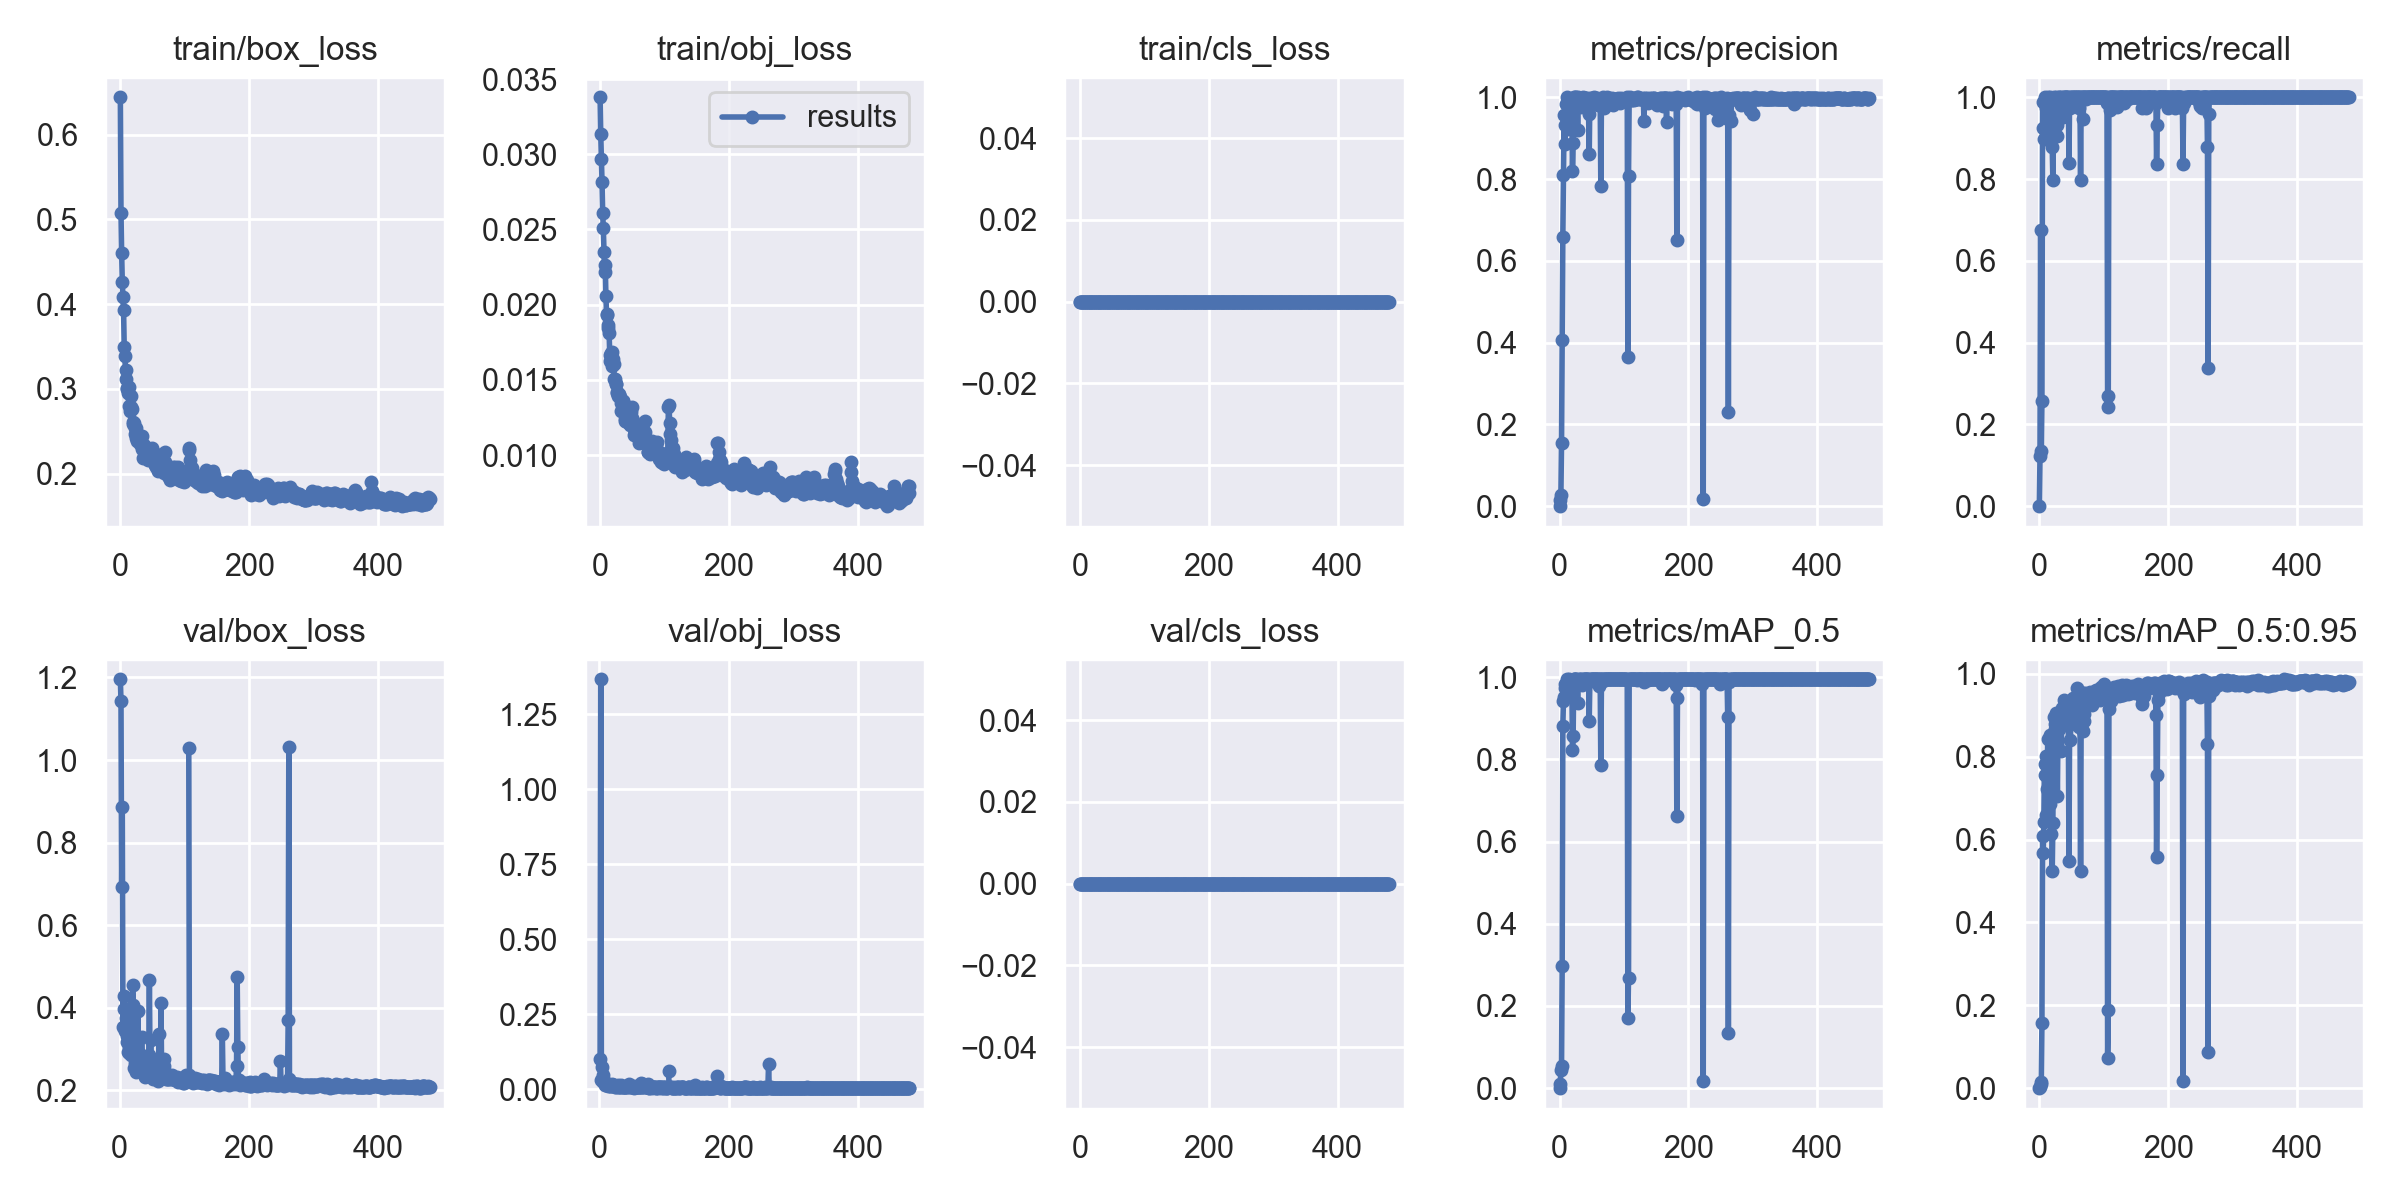 train/box_loss
0.6
0.5
0.4
0.3
0.2
0 200 400
train/obj_loss
results
0.035
0.030
0.025
0.020
0.015
0.010
0 200 400
train/cls_loss
0.04
0.02
0.00
−0.02
−0.04
0 200 400
metrics/precision
1.0
0.8
0.6
0.4
0.2
0.0
0 200 400
metrics/recall
1.0
0.8
0.6
0.4
0.2
0.0
0 200 400
val/box_loss
1.2
1.0
0.8
0.6
0.4
0.2
0 200 400
val/obj_loss
1.25
1.00
0.75
0.50
0.25
0.00
0 200 400
val/cls_loss
0.04
0.02
0.00
−0.02
−0.04
0 200 400
metrics/mAP_0.5
1.0
0.8
0.6
0.4
0.2
0.0
0 200 400
metrics/mAP_0.5:0.95
1.0
0.8
0.6
0.4
0.2
0.0
0 200 400